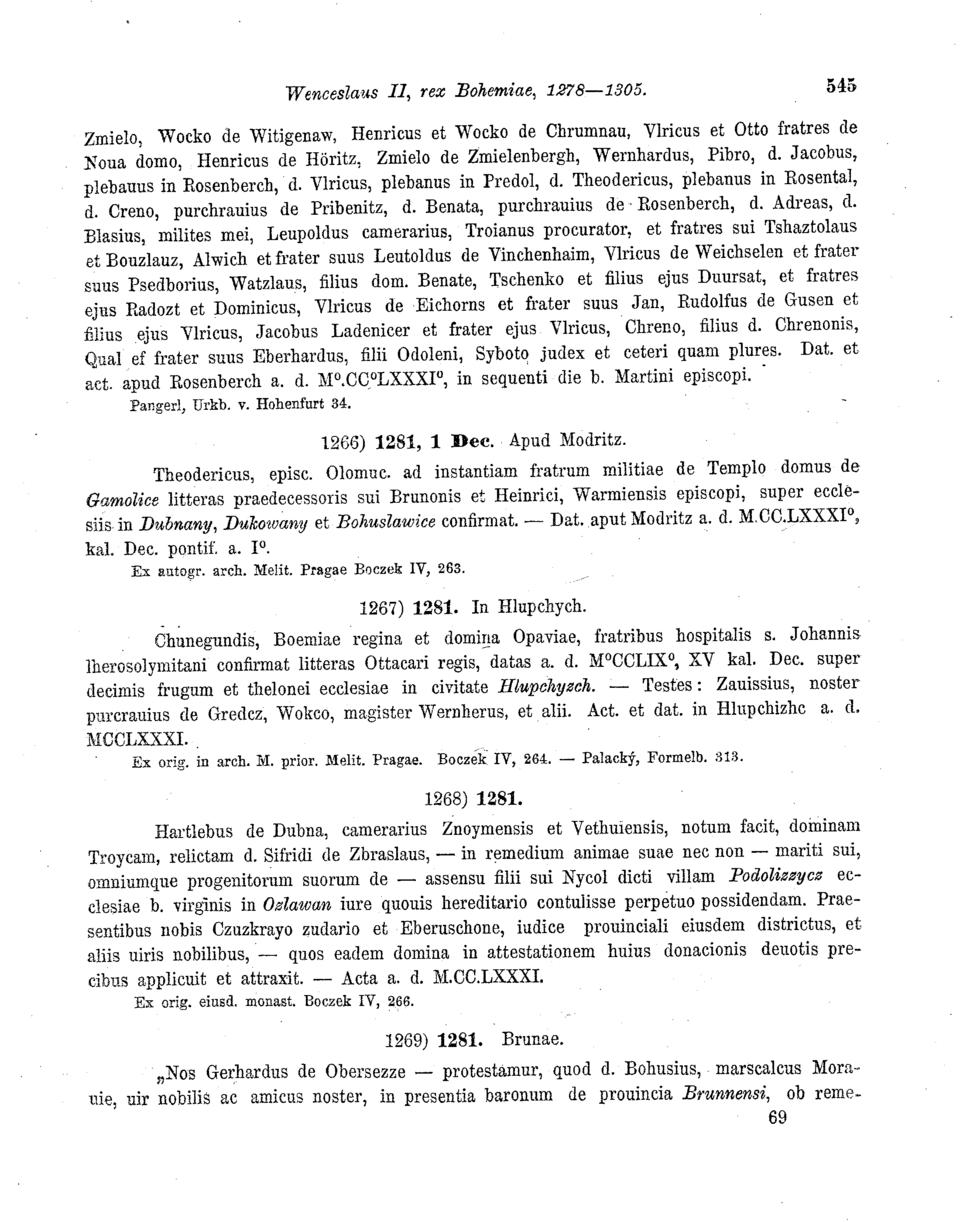 Wenceslaus II, rex Bohemiae, 1278—1305. 545
Zmielo, Wocko de Witigenaw, Henricus et Wocko de Chrumnau, Vlricus et Otto fratres de
Noua domo, Henricus de Höritz, Zmielo de Zmielenbergh, Wernhardus, Pibro, d. Jacobus,
plebauus in Rosenberch, d. Vlricus, plebanus in Predol, d. Theodericus, plebanus in Rosental,
d. Creno, purchrauius de Pribenitz, d. Benata, purchrauius de Rosenberch, d. Adreas, d.
Blasius, milites mei, Leupoldus camerarius, Troianus procurator, et fratres sui Tshaztolaus
et Bouzlauz, Alwich et frater suus Leutoldus de Vinchenhaim, Vlricus de Weichselen et frater
suus Psedborius, Watzlaus, filius dom. Benate, Tschenko et filius ejus Duursat, et fratres
ejus Radozt et Dominicus, Vlricus de Eichorns et frater suus Jan, Rudolfus de Gusen et
filius ejus Vlricus, Jacobus Ladenicer et frater ejus Vlricus, Chreno, filius d. Chrenonis,
Qual ef frater suus Eberhardus, filii Odoleni, Syboto judex et ceteri quam plures. Dat. et
act. apud Rosenberch a. d. M⁰.CC⁰LXXXI⁰, in sequenti die b. Martini episcopi.
Pangerl, Urkb. v. Hohenfurt 34.
1266) 1281, 1 Dec. Apud Modritz.
Theodericus, episc. Olomuc. ad instantiam fratrum militiae de Templo domus de
Gamolice litteras praedecessoris sui Brunonis et Heinrici, Warmiensis episcopi, super eccle-
siis in Dubnany, Dukowany et Bohuslawice confirmat. — Dat. aput Modritz a. d. M.CC.LXXXI⁰,
kal. Dec. pontif. a. I⁰.
Ex autogr. arch. Melit. Pragae Boczek IV, 263.
1267) 1281. In Hlupchych.
Chunegundis, Boemiae regina et domina Opaviae, fratribus hospitalis s. Johannis
Iherosolymitani confirmat litteras Ottacari regis, datas a. d. M⁰CCLIX⁰, XV kal. Dec. super
decimis frugum et thelonei ecclesiae in civitate Hlupchyzch. — Testes: Zauissius, noster
purcrauius de Gredcz, Wokco, magister Wernherus, et alii. Act. et dat. in Hlupchizhc a. d.
MCCLXXXI.
Ex orig. in arch. M. prior. Melit. Pragae. Boczek IV, 264. — Palacký, Formelb. 313.
1268) 1281.
Hartlebus de Dubna, camerarius Znoymensis et Vethuiensis, notum facit, dominam
Troycam, relictam d. Sifridi de Zbraslaus, — in remedium animae suae nec non — mariti sui,
omniumque progenitorum suorum de — assensu filii sui Nycol dicti villam Podolizzycz ec-
clesiae b. virginis in Ozlawan iure quouis hereditario contulisse perpetuo possidendam. Prae-
sentibus nobis Czuzkrayo zudario et Eberuschone, iudice prouinciali eiusdem districtus, et
aliis uiris nobilibus, — quos eadem domina in attestationem huius donacionis deuotis pre-
cibus applicuit et attraxit. — Acta a. d. M.CC.LXXXI.
Ex orig. eiusd. monast. Boczek IV, 266.
1269) 1281. Brunae.
„Nos Gerhardus de Obersezze — protestamur, quod d. Bohusius, marscalcus Mora-
uie, uir nobilis ac amicus noster, in presentia baronum de prouincia Brunnensi, ob reme-
69